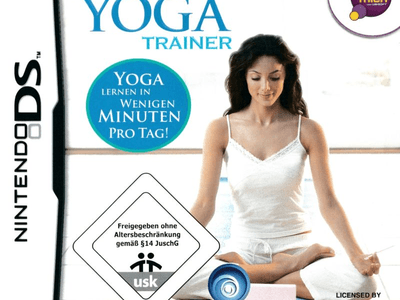 YOGA
TRAINER
YOGA
LERNEN IN
WENIGEN
MINUTEN
PRO TAG!
NINTENDO DS™
Freigegeben ohne
Altersbeschränkung
gemäß §14 JuschG
usk
LICENSED BY